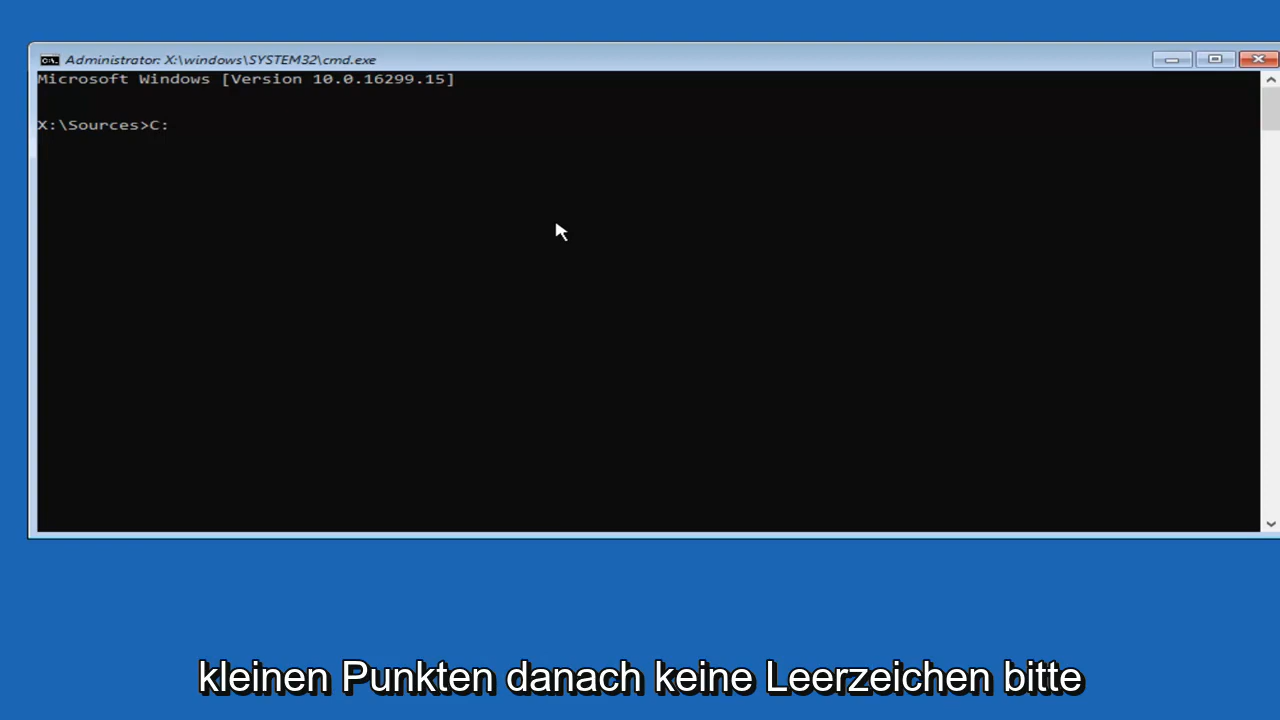 Administrator: X:\windows\SYSTEM32\cmd.exe
Microsoft Windows [Version 10.0.16299.15]
X:\Sources>C:
kleinen Punkten danach keine Leerzeichen bitte